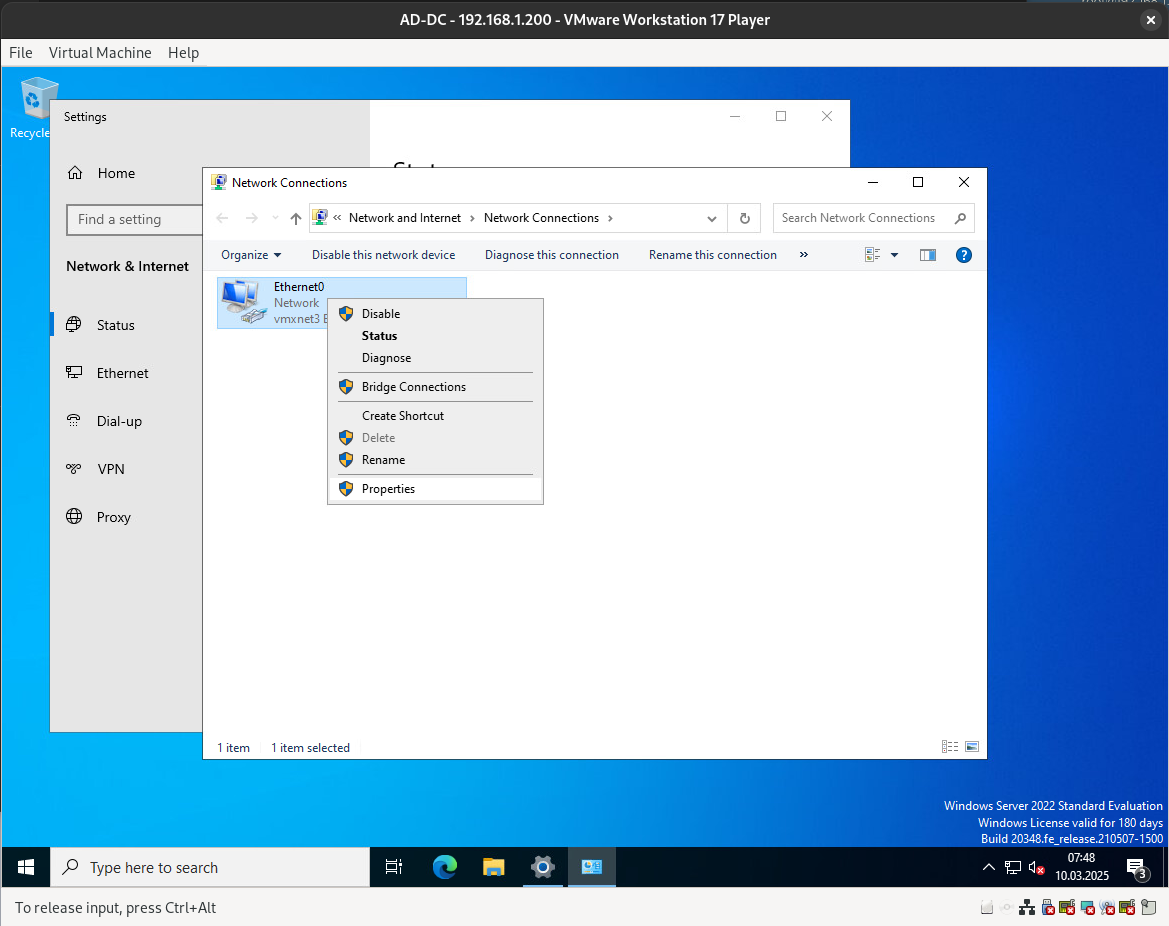 AD-DC - 192.168.1.200 - VMware Workstation 17 Player
File Virtual Machine Help
Recycle
Settings
Home
Find a setting
Network & Internet
Status
Ethernet
Dial-up
VPN
Proxy
Network Connections
« Network and Internet > Network Connections >
Search Network Connections
Organize Disable this network device Diagnose this connection Rename this connection »
Ethernet0
Network
vmxnet3
Disable
Status
Diagnose
Bridge Connections
Create Shortcut
Delete
Rename
Properties
1 item 1 item selected
Windows Server 2022 Standard Evaluation
Windows License valid for 180 days
Build 20348.fe_release.210507-1500
Type here to search
07:48
10.03.2025
3
To release input, press Ctrl+Alt